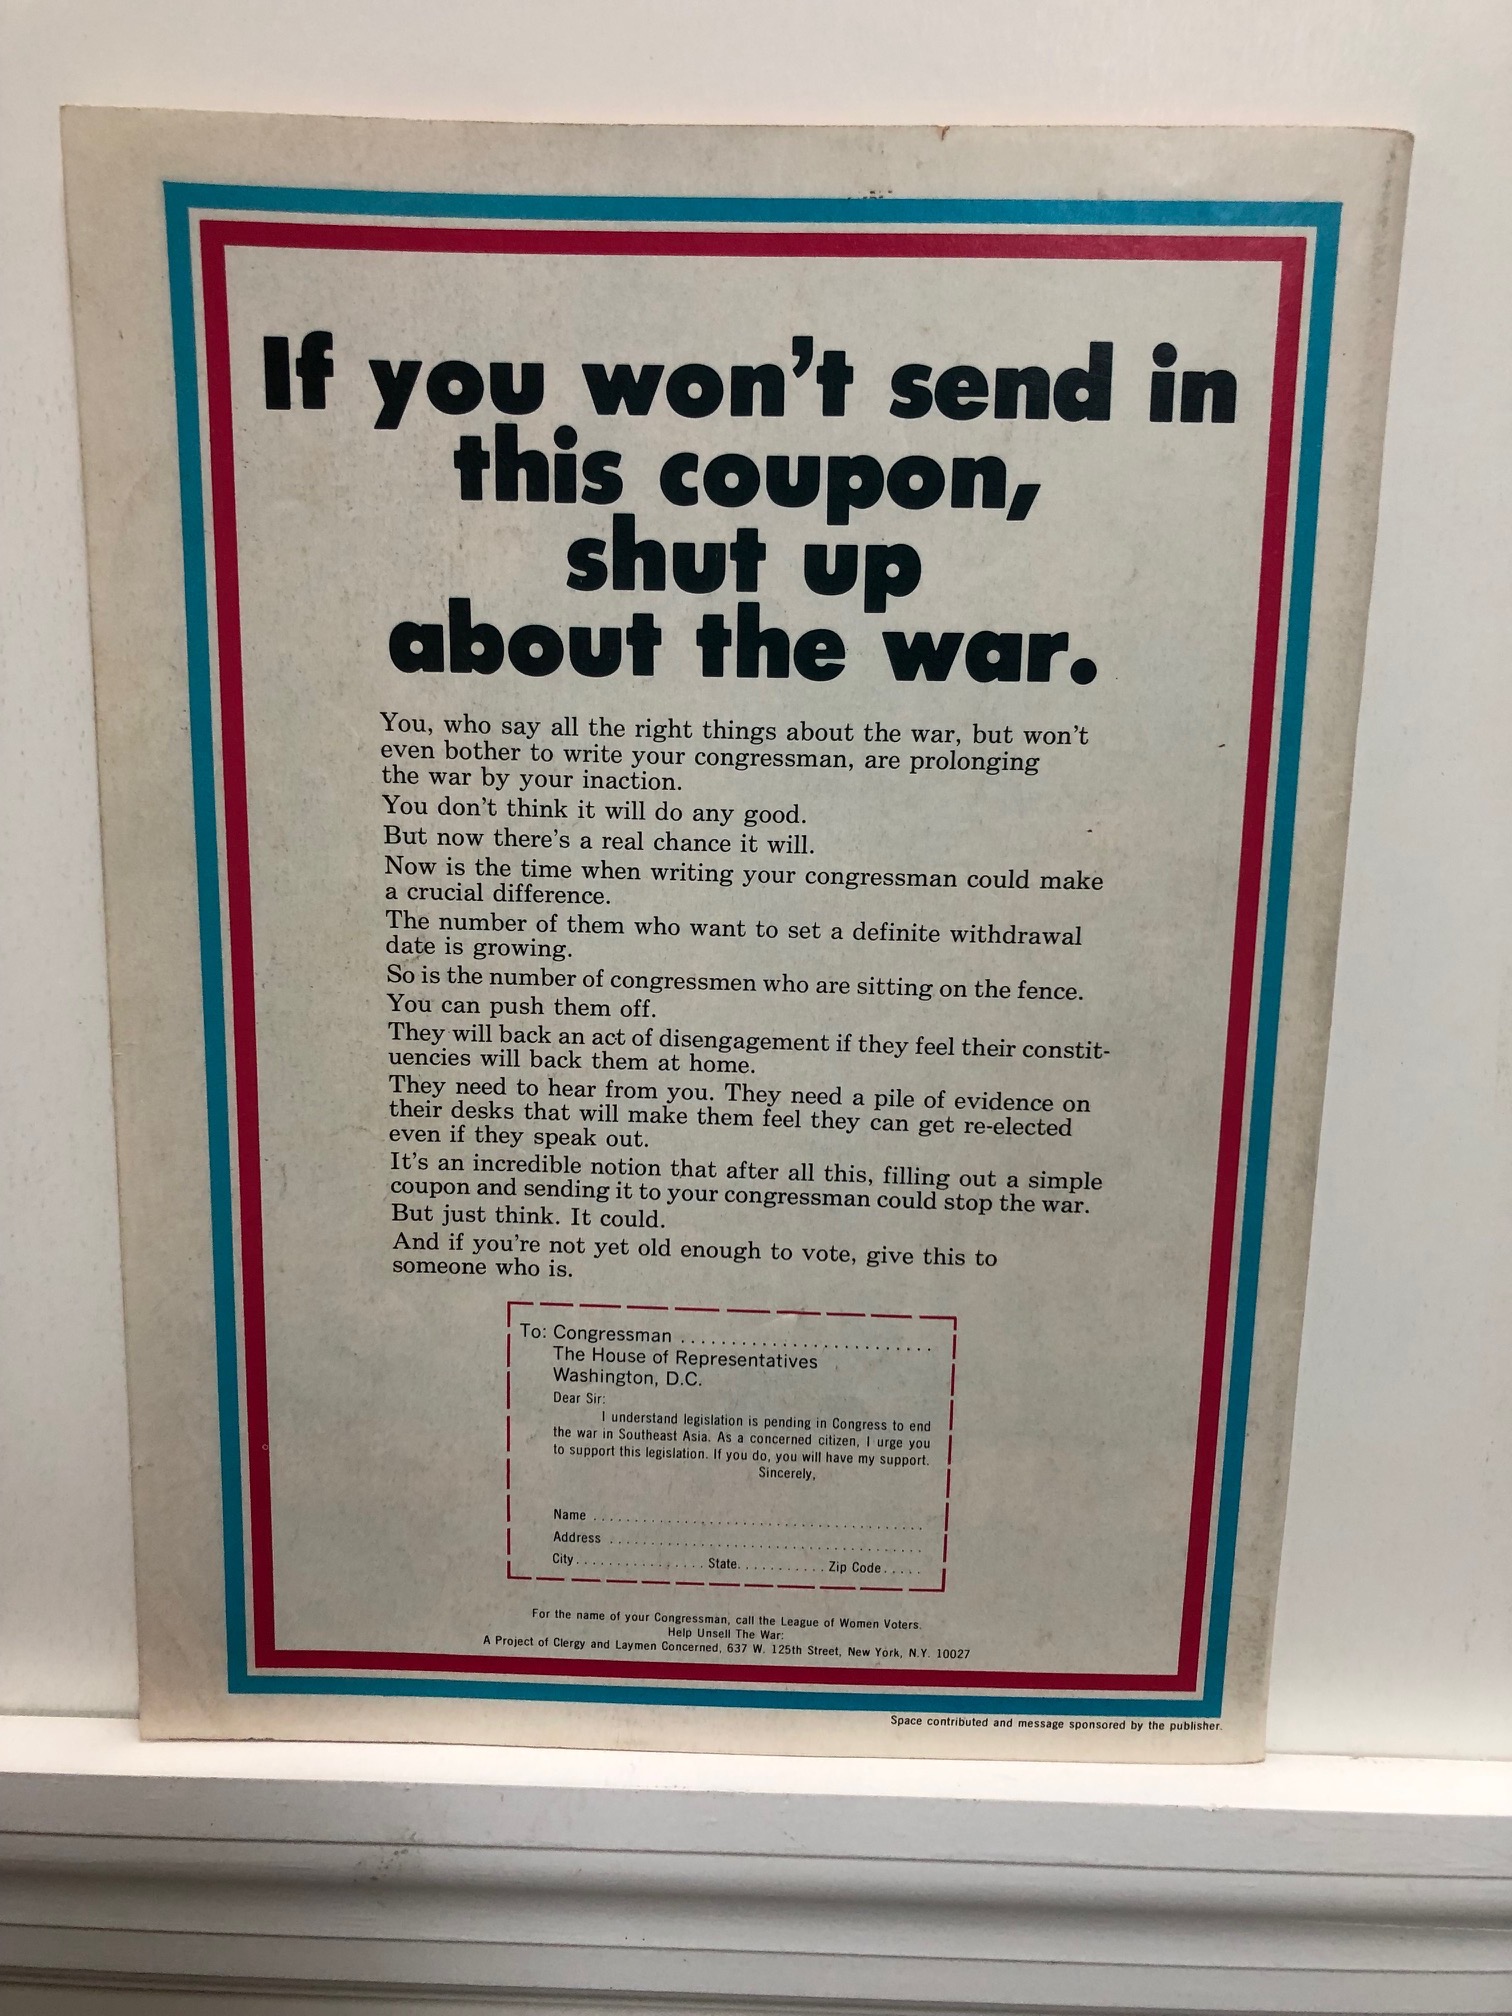 If you won't send in
this coupon,
shut up
about the war.
You, who say all the right things about the war, but won't
even bother to write your congressman, are prolonging
the war by your inaction.
You don't think it will do any good.
But now there's a real chance it will.
Now is the time when writing your congressman could make
a crucial difference.
The number of them who want to set a definite withdrawal
date is growing.
So is the number of congressmen who are sitting on the fence.
You can push them off.
They will back an act of disengagement if they feel their constit-
uencies will back them at home.
They need to hear from you. They need a pile of evidence on
their desks that will make them feel they can get re-elected
even if they speak out.
It's an incredible notion that after all this, filling out a simple
coupon and sending it to your congressman could stop the war.
But just think. It could.
And if you're not yet old enough to vote, give this to
someone who is.
To: Congressman ..........................
The House of Representatives
Washington, D.C.
Dear Sir:
I understand legislation is pending in Congress to end
the war in Southeast Asia. As a concerned citizen, I urge you
to support this legislation. If you do, you will have my support.
Sincerely,
Name ..........................................
Address ........................................
City................ State........... Zip Code.....
For the name of your Congressman, call the League of Women Voters.
Help Unsell The War:
A Project of Clergy and Laymen Concerned, 637 W. 125th Street, New York, N.Y. 10027
Space contributed and message sponsored by the publisher.